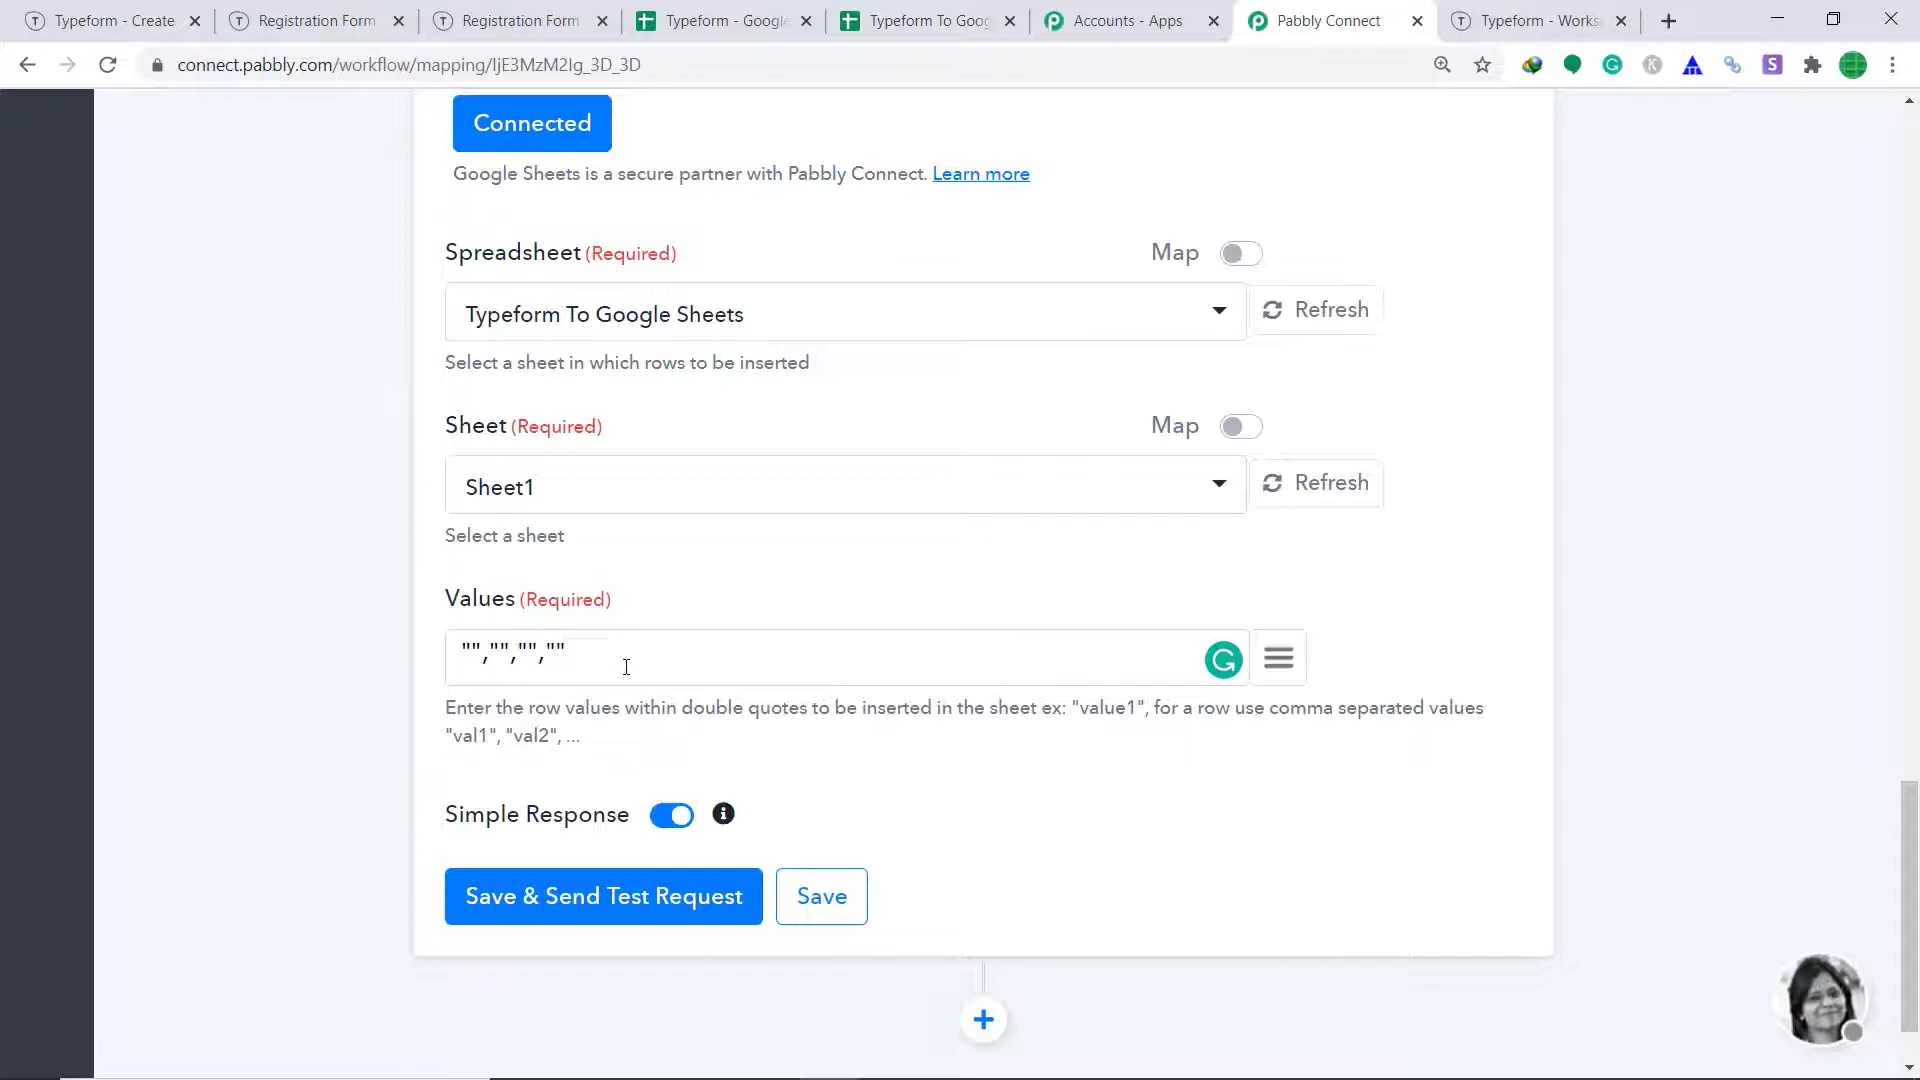 Typeform - Create
Registration Form
Registration Form
Typeform - Google
Typeform To Goog
Accounts - Apps
Pabbly Connect
Typeform - Works
connect.pabbly.com/workflow/mapping/IjE3MzM2Ig_3D_3D
Connected
Google Sheets is a secure partner with Pabbly Connect. Learn more
Spreadsheet (Required)
Map
Typeform To Google Sheets
Refresh
Select a sheet in which rows to be inserted
Sheet (Required)
Map
Sheet1
Refresh
Select a sheet
Values (Required)
"","","",""
Enter the row values within double quotes to be inserted in the sheet ex: "value1", for a row use comma separated values
"val1", "val2", ...
Simple Response
Save & Send Test Request
Save